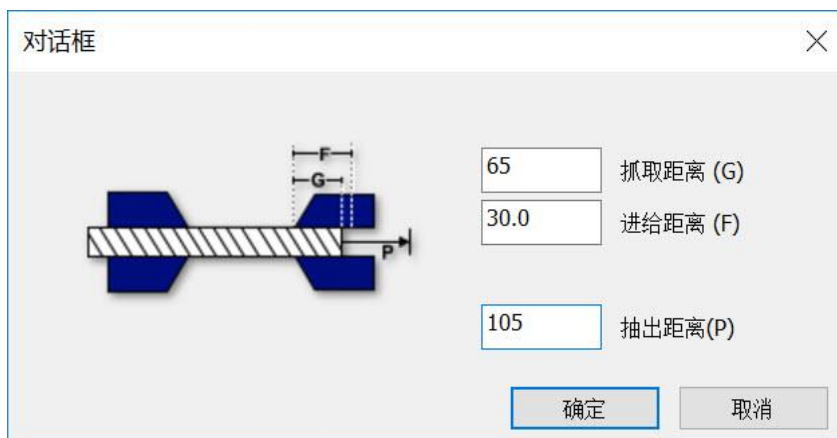 对话框
F
G
P
65 抓取距离 (G)
30.0 进给距离 (F)
105 抽出距离(P)
确定 取消